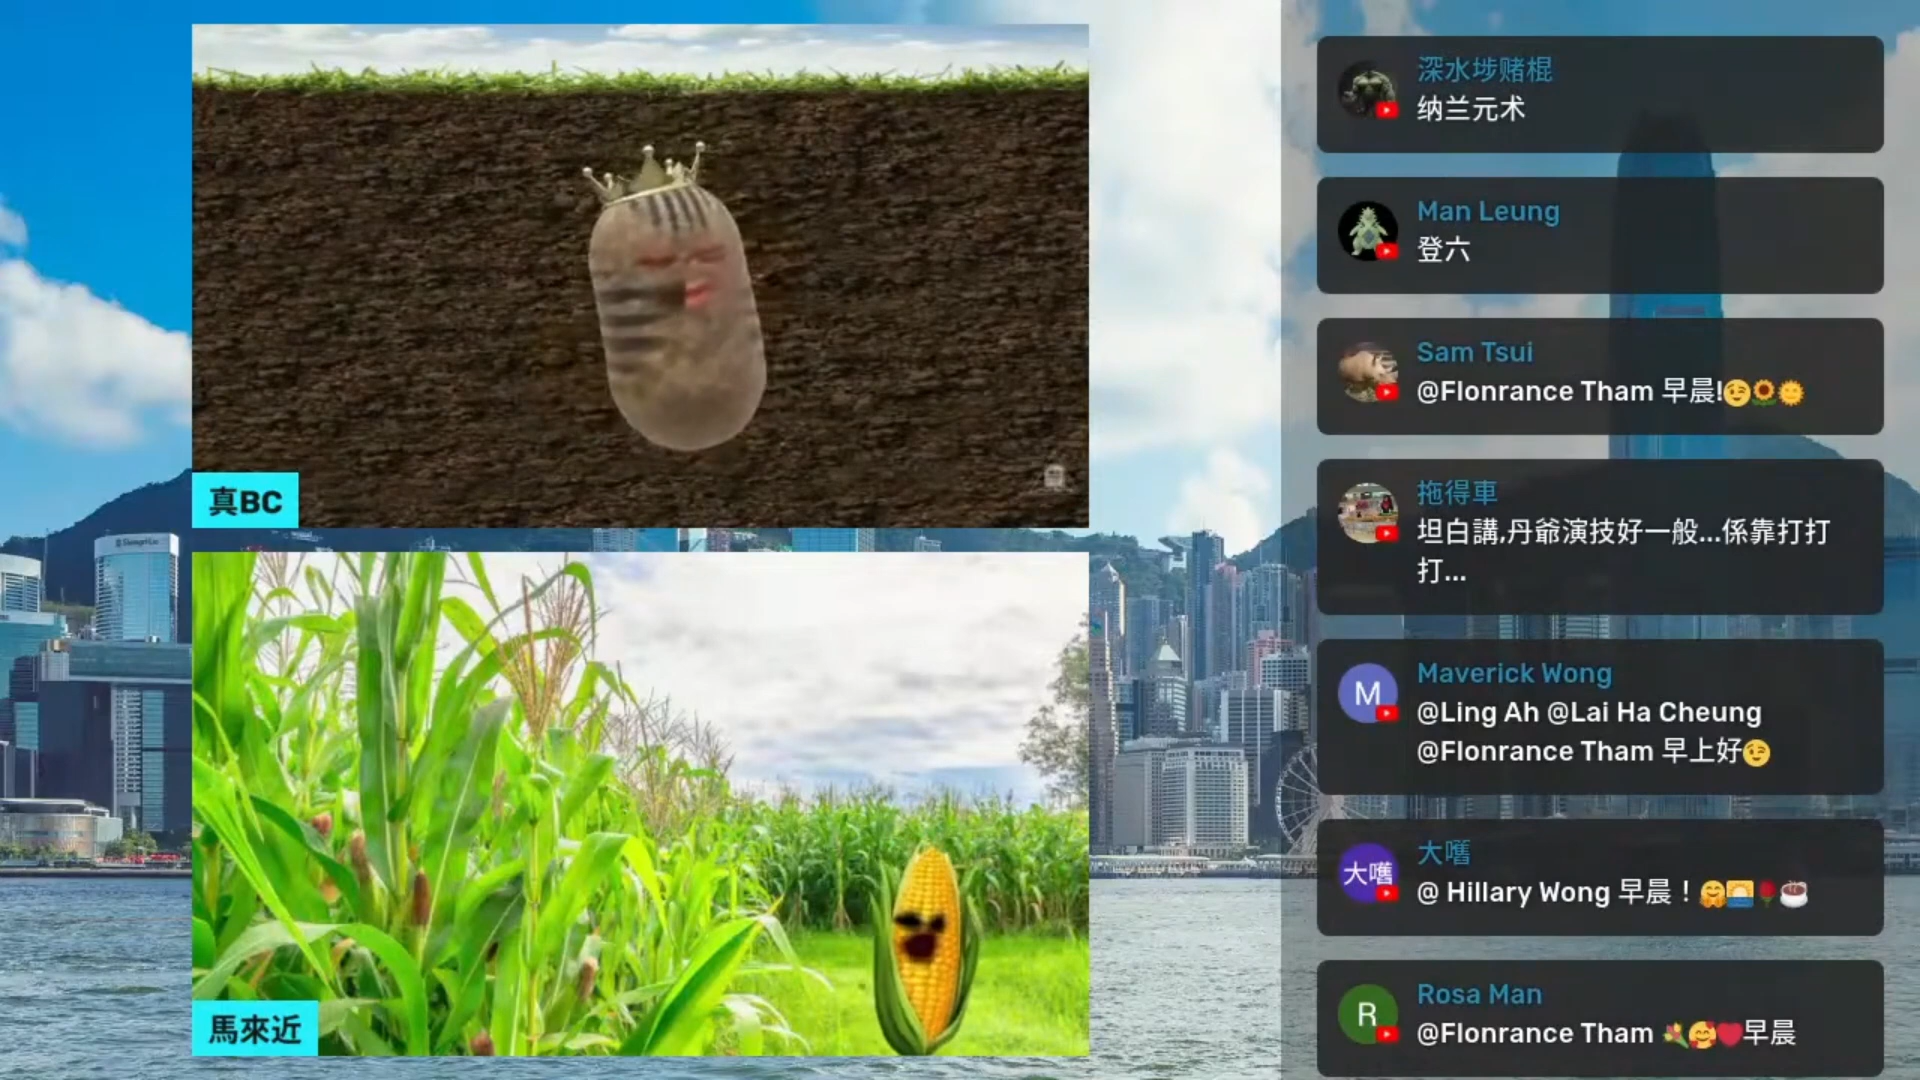 真BC
馬來近
深水埗赌棍
纳兰元术
Man Leung
登六
Sam Tsui
@Flonrance Tham 早晨!😉🌻🌞
拖得車
坦白講,丹爺演技好一般...係靠打打
打...
Maverick Wong
@Ling Ah @Lai Ha Cheung
@Flonrance Tham 早上好😉
大嚿
大嚿
@ Hillary Wong 早晨！🤗🌅🌹☕
M
R
Rosa Man
@Flonrance Tham 💐🥰❤️早晨